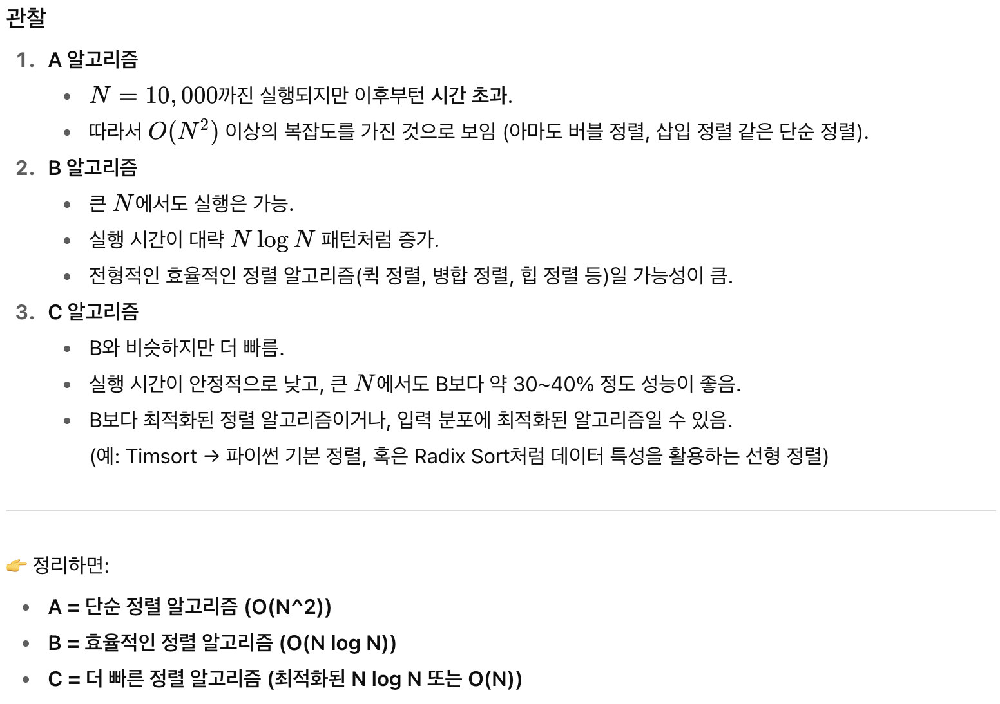 관찰
1. A 알고리즘
• N = 10,000까진 실행되지만 이후부턴 시간 초과.
• 따라서 O(N²) 이상의 복잡도를 가진 것으로 보임 (아마도 버블 정렬, 삽입 정렬 같은 단순 정렬).
2. B 알고리즘
• 큰 N에서도 실행은 가능.
• 실행 시간이 대략 N log N 패턴처럼 증가.
• 전형적인 효율적인 정렬 알고리즘(퀵 정렬, 병합 정렬, 힙 정렬 등)일 가능성이 큼.
3. C 알고리즘
• B와 비슷하지만 더 빠름.
• 실행 시간이 안정적으로 낮고, 큰 N에서도 B보다 약 30~40% 정도 성능이 좋음.
• B보다 최적화된 정렬 알고리즘이거나, 입력 분포에 최적화된 알고리즘일 수 있음.
(예: Timsort → 파이썬 기본 정렬, 혹은 Radix Sort처럼 데이터 특성을 활용하는 선형 정렬)
👉 정리하면:
• A = 단순 정렬 알고리즘 (O(N^2))
• B = 효율적인 정렬 알고리즘 (O(N log N))
• C = 더 빠른 정렬 알고리즘 (최적화된 N log N 또는 O(N))